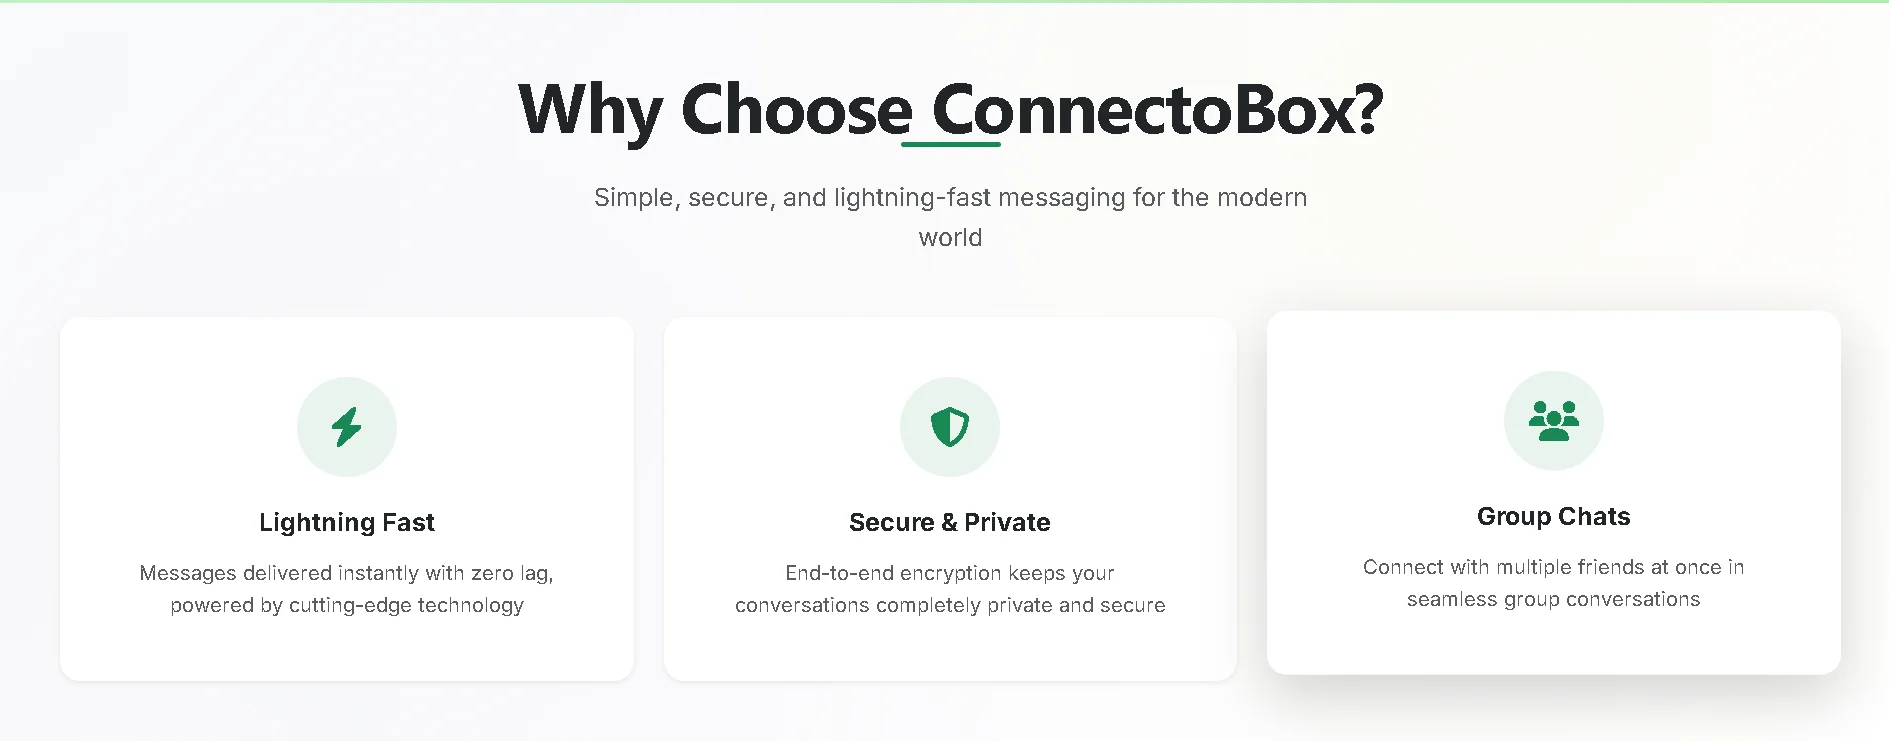 Why Choose ConnectoBox?
Simple, secure, and lightning-fast messaging for the modern
world
Lightning Fast
Messages delivered instantly with zero lag,
powered by cutting-edge technology
Secure & Private
End-to-end encryption keeps your
conversations completely private and secure
Group Chats
Connect with multiple friends at once in
seamless group conversations